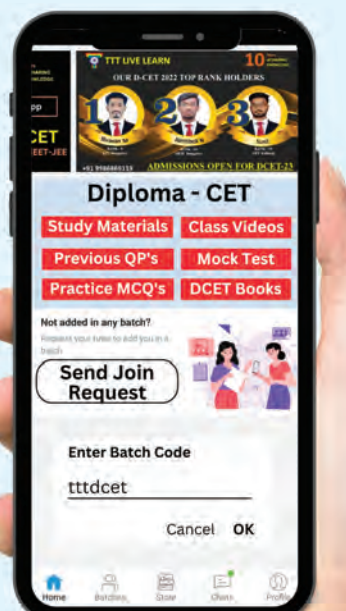 TTT LIVE LEARN
10
OUR D-CET 2022 TOP RANK HOLDERS
1
2
3
CET
EET-JEE
ADMISSIONS OPEN FOR DCET-23
Diploma - CET
Study Materials
Class Videos
Previous QP's
Mock Test
Practice MCQ's
DCET Books
Not added in any batch?
Request your tutor to add you in a
batch
Send Join
Request
Enter Batch Code
tttdcet
Cancel OK
Home
Batches
Store
Chats
Profile